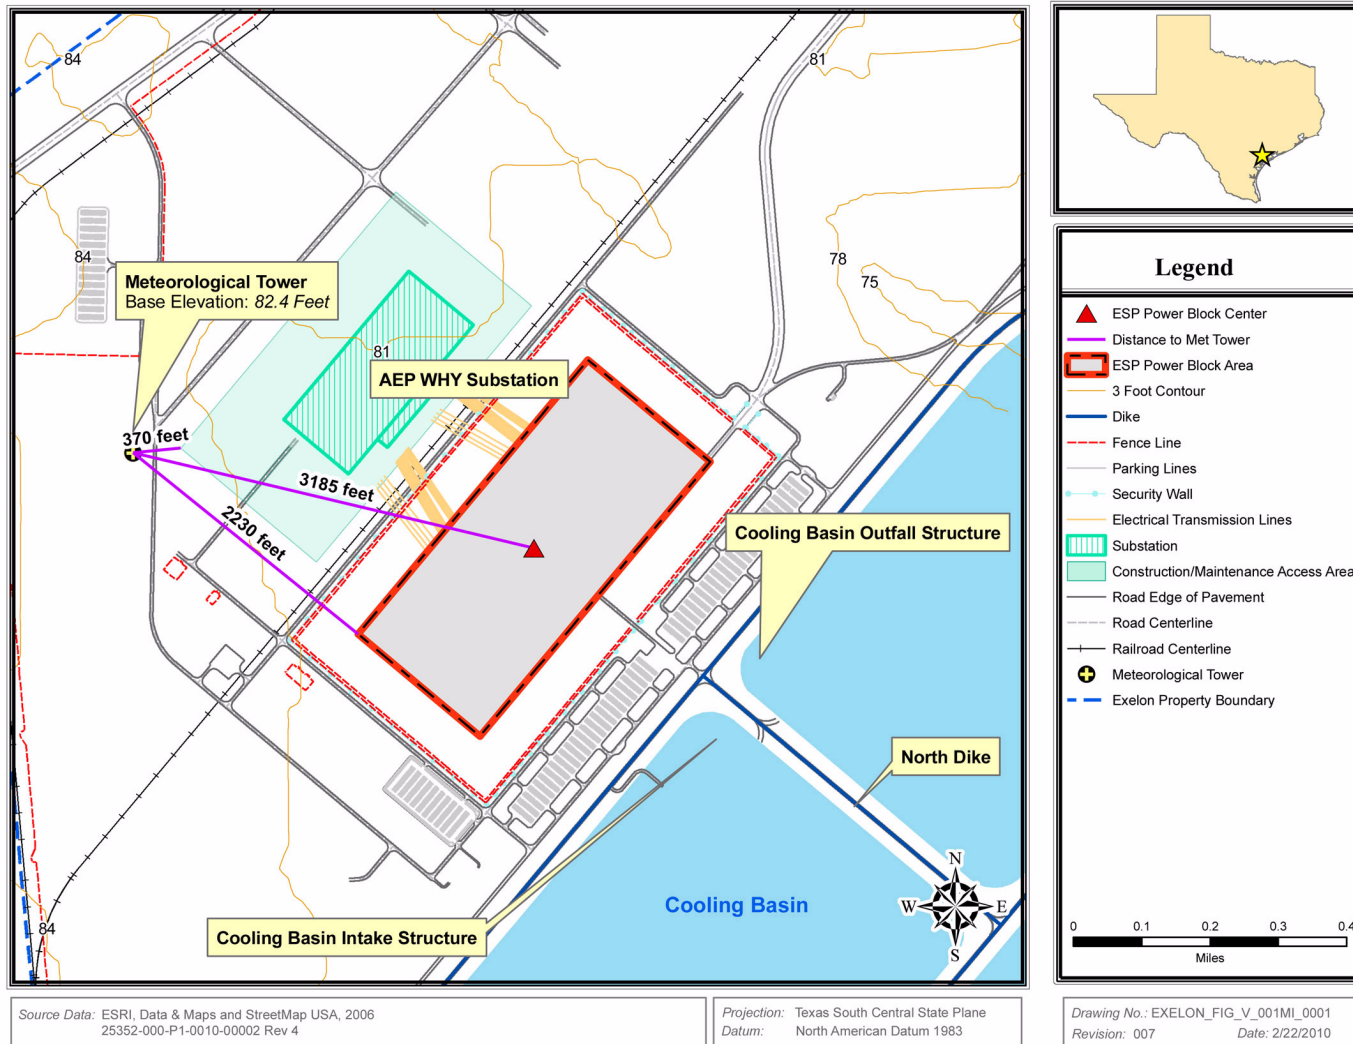 84
81
84
Meteorological Tower
Base Elevation: 82.4 Feet
78
75
81
AEP WHY Substation
370 feet
3185 feet
2230 feet
Cooling Basin Outfall Structure
North Dike
Cooling Basin
Cooling Basin Intake Structure
84
N
W
E
S
Legend
ESP Power Block Center
Distance to Met Tower
ESP Power Block Area
3 Foot Contour
Dike
Fence Line
Parking Lines
Security Wall
Electrical Transmission Lines
Substation
Construction/Maintenance Access Area
Road Edge of Pavement
Road Centerline
Railroad Centerline
Meteorological Tower
Exelon Property Boundary
0 0.1 0.2 0.3 0.4
Miles
Source Data: ESRI, Data & Maps and StreetMap USA, 2006
25352-000-P1-0010-00002 Rev 4
Projection: Texas South Central State Plane
Datum: North American Datum 1983
Drawing No.: EXELON_FIG_V_001MI_0001
Revision: 007 Date: 2/22/2010